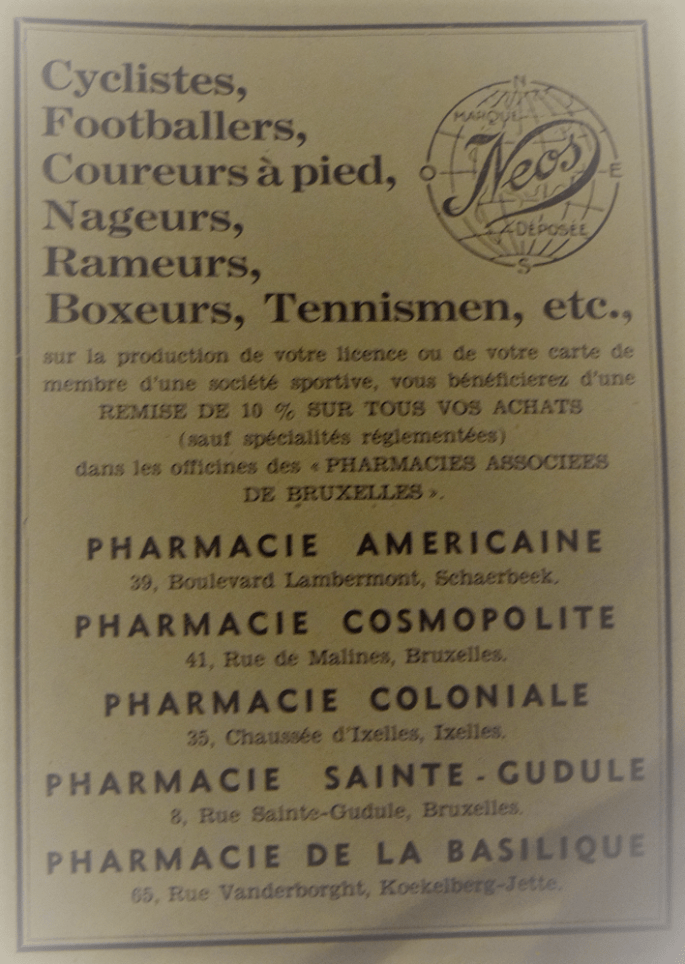 Cyclistes,
Footballers,
Coureurs à pied,
Nageurs,
Rameurs,
Boxeurs, Tennismen, etc.,
N
MARQUE
O
Neos
E
DEPOSÉE
S
sur la production de votre licence ou de votre carte de
membre d'une société sportive, vous bénéficierez d'une
REMISE DE 10 % SUR TOUS VOS ACHATS
(sauf spécialités réglementées)
dans les officines des « PHARMACIES ASSOCIEES
DE BRUXELLES ».
PHARMACIE AMERICAINE
39, Boulevard Lambermont, Schaerbeek.
PHARMACIE COSMOPOLITE
41, Rue de Malines, Bruxelles.
PHARMACIE COLONIALE
35, Chaussée d'Ixelles, Ixelles.
PHARMACIE SAINTE-GUDULE
8, Rue Sainte-Gudule, Bruxelles.
PHARMACIE DE LA BASILIQUE
65, Rue Vanderborght, Koekelberg-Jette.